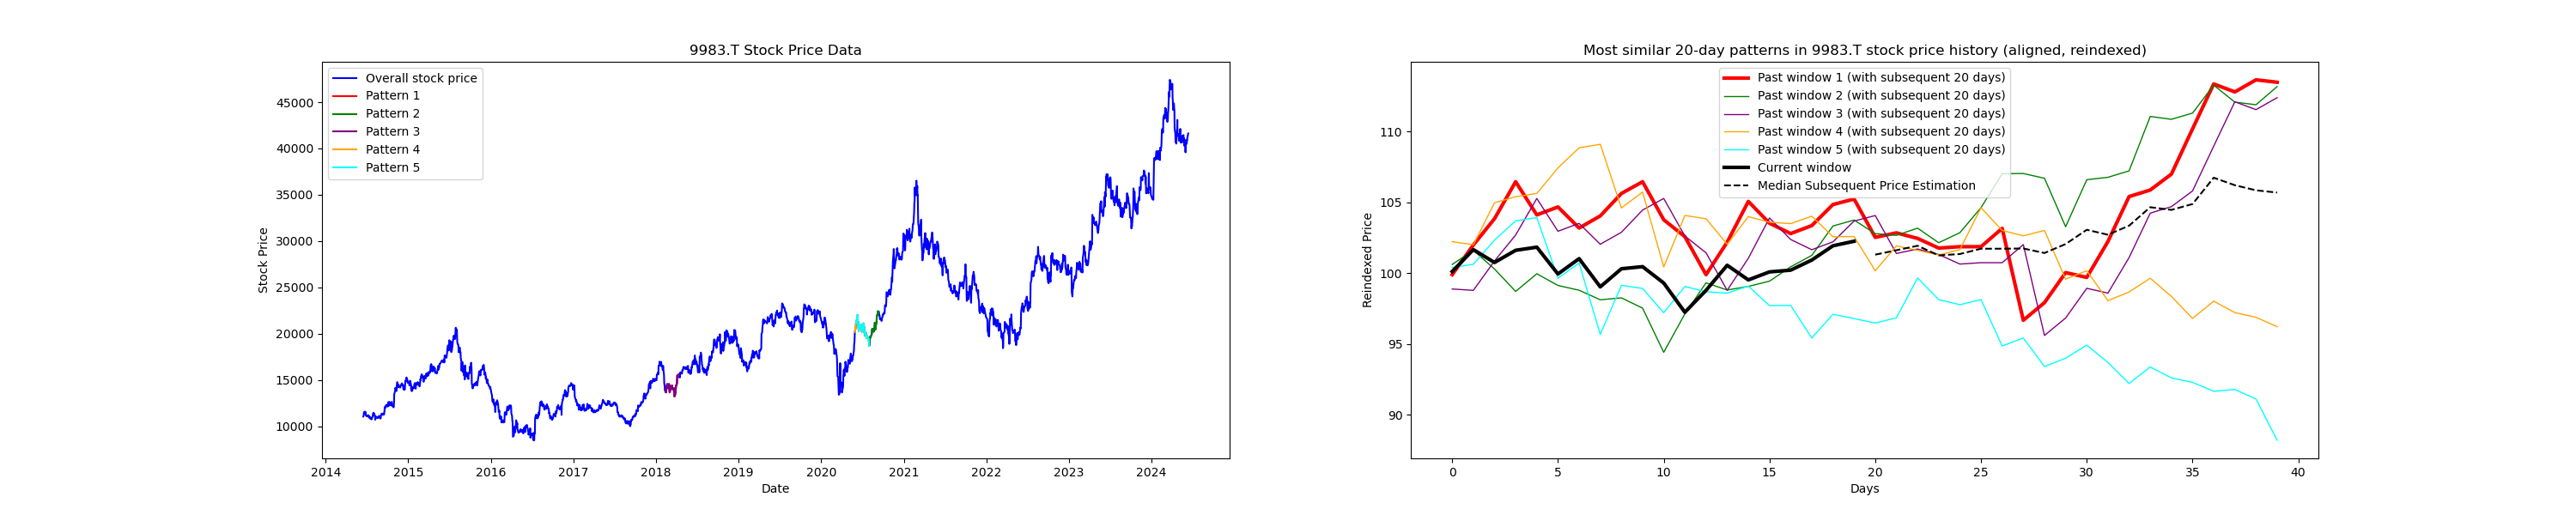 9983.T Stock Price Data
Overall stock price
Pattern 1
Pattern 2
Pattern 3
Pattern 4
Pattern 5
45000
40000
35000
30000
25000
20000
15000
10000
Stock Price
2014 2015 2016 2017 2018 2019 2020 2021 2022 2023 2024
Date
Most similar 20-day patterns in 9983.T stock price history (aligned, reindexed)
Past window 1 (with subsequent 20 days)
Past window 2 (with subsequent 20 days)
Past window 3 (with subsequent 20 days)
Past window 4 (with subsequent 20 days)
Past window 5 (with subsequent 20 days)
Current window
Median Subsequent Price Estimation
110
105
100
95
90
Reindexed Price
0 5 10 15 20 25 30 35 40
Days